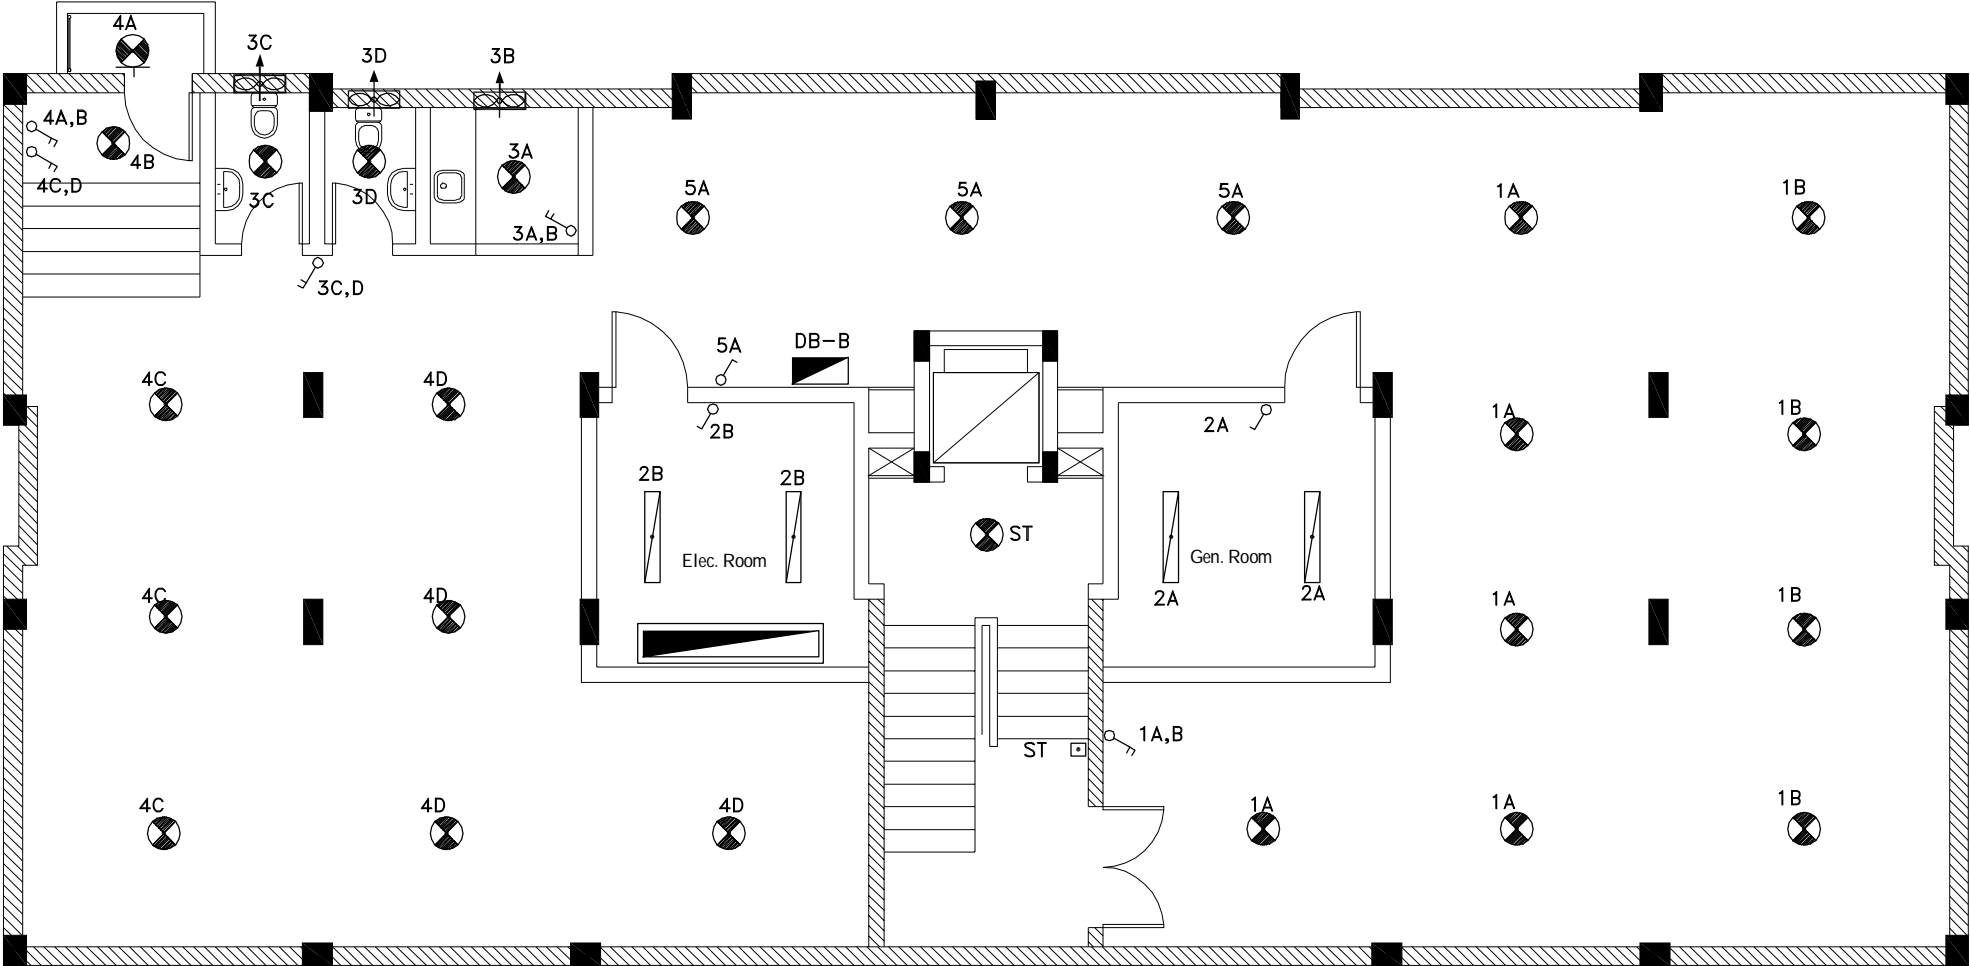 4A
3C
3D
3B
4A,B
4B
3A
4C,D
3C
3D
5A
5A
5A
1A
1B
3A,B
3C,D
5A
DB-B
4C
4D
2B
2A
1A
1B
2B
2B
ST
Elec. Room
Gen. Room
4C
4D
2A
2A
1A
1B
1A,B
ST
4C
4D
4D
1A
1A
1B